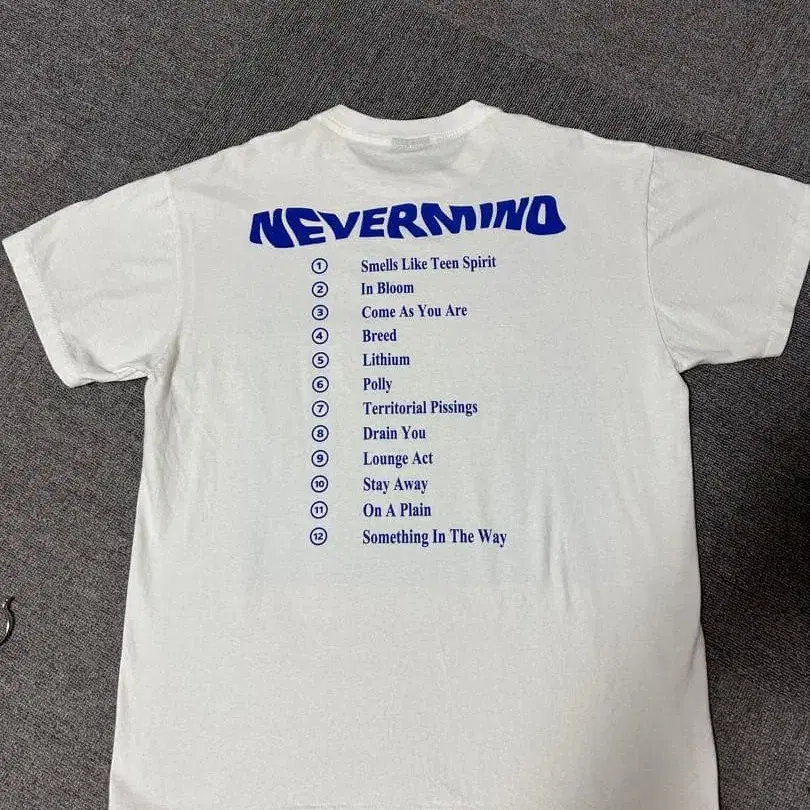 NEVERMIND
1 Smells Like Teen Spirit
2 In Bloom
3 Come As You Are
4 Breed
5 Lithium
6 Polly
7 Territorial Pissings
8 Drain You
9 Lounge Act
10 Stay Away
11 On A Plain
12 Something In The Way